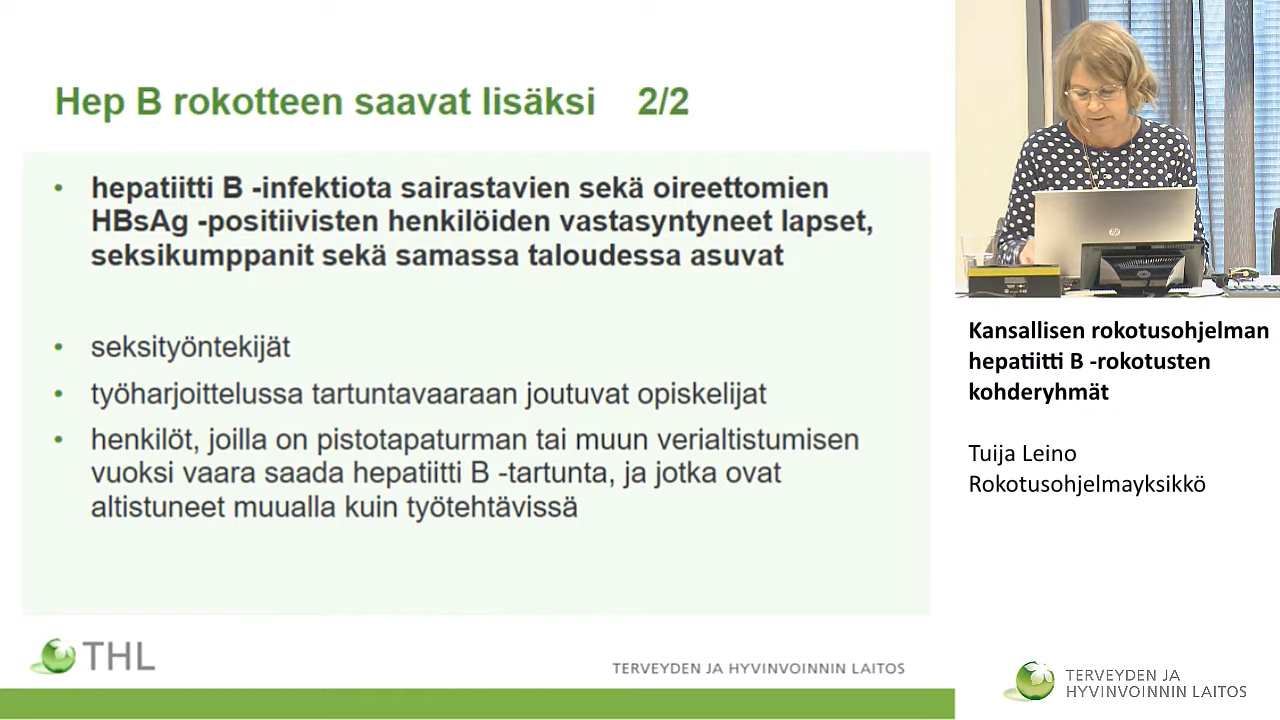 Hep B rokotteen saavat lisäksi 2/2
• hepatiitti B -infektiota sairastavien sekä oireettomien
HBsAg -positiivisten henkilöiden vastasyntyneet lapset,
seksikumppanit sekä samassa taloudessa asuvat
• seksityöntekijät
• työharjoittelussa tartuntavaaraan joutuvat opiskelijat
• henkilöt, joilla on pistotapaturman tai muun verialtistumisen
vuoksi vaara saada hepatiitti B -tartunta, ja jotka ovat
altistuneet muualla kuin työtehtävissä
THL
TERVEYDEN JA HYVINVOINNIN LAITOS
hp
Kansallisen rokotusohjelman
hepatiitti B -rokotusten
kohderyhmät
Tuija Leino
Rokotusohjelmayksikkö
TERVEYDEN JA
HYVINVOINNIN LAITOS